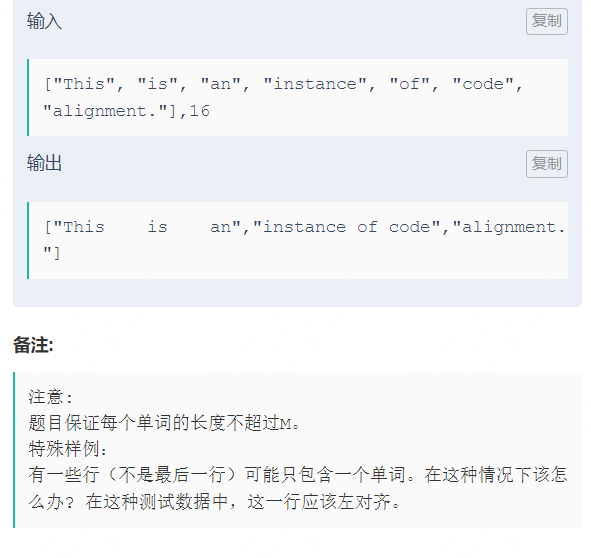 输入 复制
["This", "is", "an", "instance", "of", "code",
"alignment."],16
输出 复制
["This    is    an","instance of code","alignment.
"]
备注:
注意:
题目保证每个单词的长度不超过M。
特殊样例：
有一些行（不是最后一行）可能只包含一个单词。在这种情况下该怎
么办? 在这种测试数据中，这一行应该左对齐。